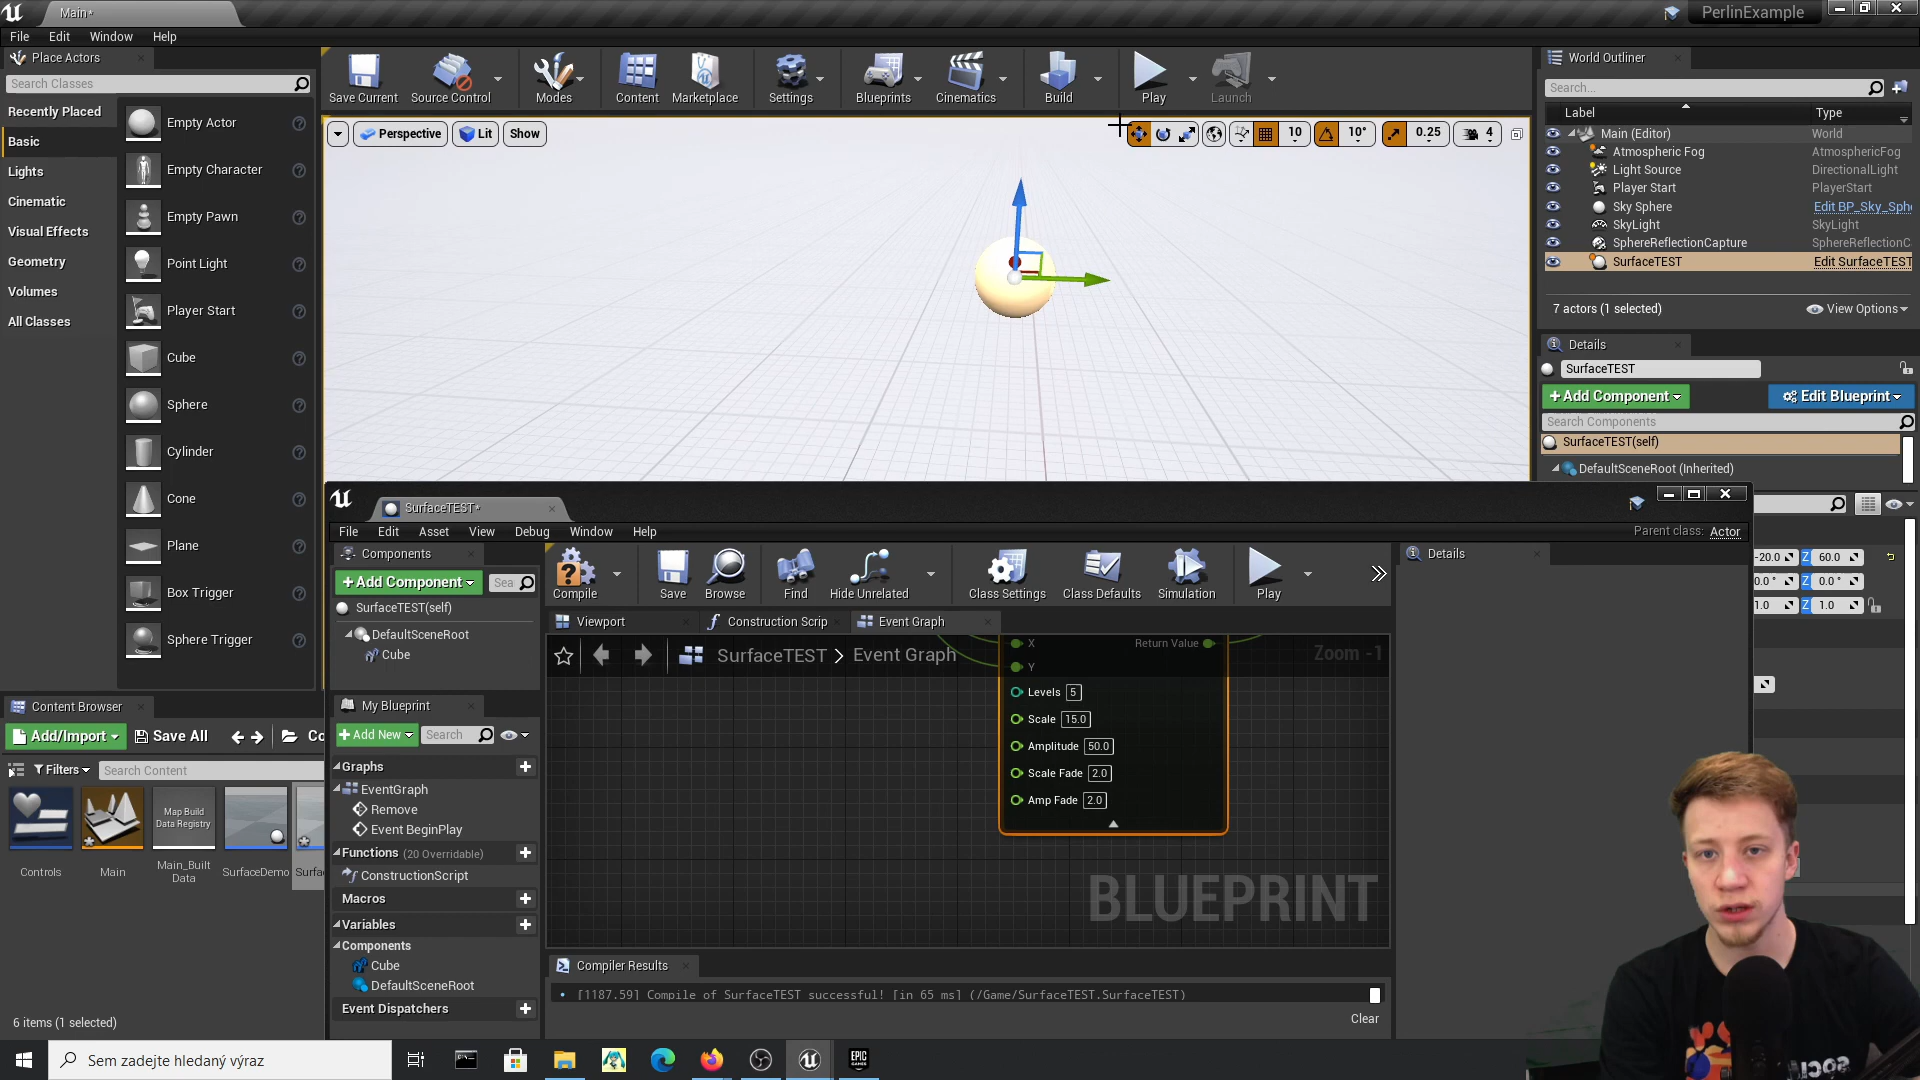 Main*
PerlinExample
File Edit Window Help
Place Actors
Search Classes
Recently Placed
Basic
Lights
Cinematic
Visual Effects
Geometry
Volumes
All Classes
Empty Actor
Empty Character
Empty Pawn
Point Light
Player Start
Cube
Sphere
Cylinder
Cone
Plane
Box Trigger
Sphere Trigger
Save Current
Source Control
Modes
Content
Marketplace
Settings
Blueprints
Cinematics
Build
Play
Launch
Perspective
Lit
Show
10
10°
0.25
4
World Outliner
Search...
Label Type
Main (Editor) World
Atmospheric Fog AtmosphericFog
Light Source DirectionalLight
Player Start PlayerStart
Sky Sphere Edit BP_Sky_Sphe
SkyLight SkyLight
SphereReflectionCapture SphereReflectionC
SurfaceTEST Edit SurfaceTEST
7 actors (1 selected)
View Options
Details
SurfaceTEST
+Add Component
Edit Blueprint
Search Components
SurfaceTEST(self)
DefaultSceneRoot (Inherited)
-20.0 Z 60.0
0.0° Z 0.0°
1.0 Z 1.0
SurfaceTEST*
File Edit Asset View Debug Window Help
Parent class: Actor
Components
+Add Component
Sea
SurfaceTEST(self)
DefaultSceneRoot
Cube
Compile
Save
Browse
Find
Hide Unrelated
Class Settings
Class Defaults
Simulation
Play
Details
Viewport
Construction Scrip
Event Graph
SurfaceTEST > Event Graph
Zoom -1
X
Return Value
Y
Levels 5
Scale 15.0
Amplitude 50.0
Scale Fade 2.0
Amp Fade 2.0
BLUEPRINT
My Blueprint
+Add New
Search
Graphs
EventGraph
Remove
Event BeginPlay
Functions (20 Overridable)
ConstructionScript
Macros
Variables
Components
Cube
DefaultSceneRoot
Event Dispatchers
Compiler Results
• [1187.59] Compile of SurfaceTEST successful! [in 65 ms] (/Game/SurfaceTEST.SurfaceTEST)
Clear
Content Browser
Add/Import
Save All
Co
Filters
Search Content
Map Build
Data Registry
Controls
Main
Main_Built
Data
SurfaceDemo
Surfa
6 items (1 selected)
Sem zadejte hledaný výraz
EPIC
GAMES